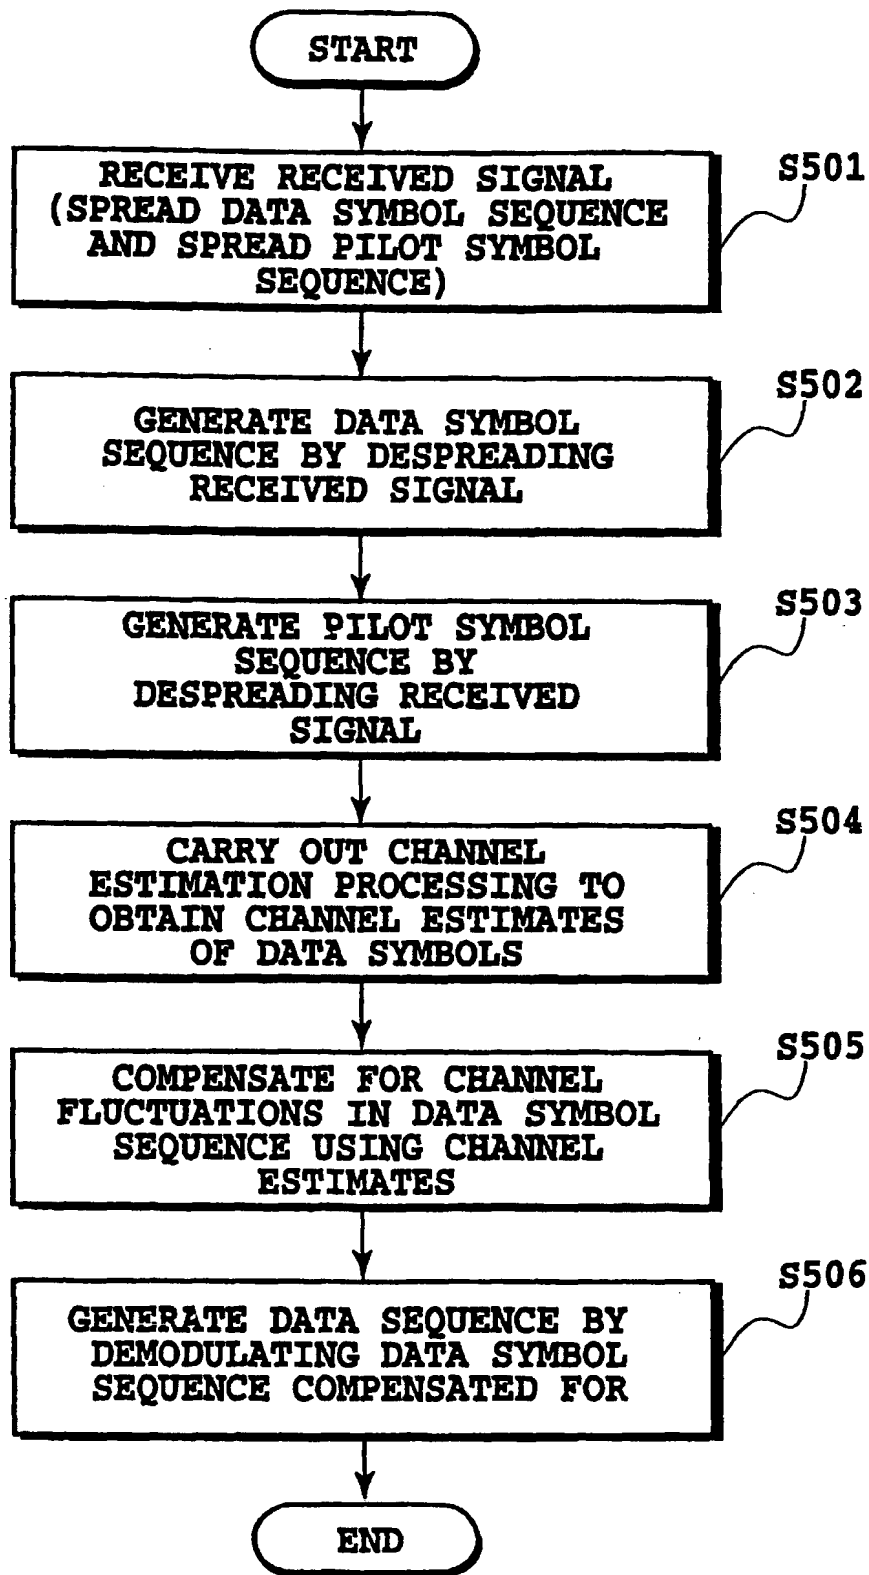 START
RECEIVE RECEIVED SIGNAL
(SPREAD DATA SYMBOL SEQUENCE
AND SPREAD PILOT SYMBOL
SEQUENCE)
S501
GENERATE DATA SYMBOL
SEQUENCE BY DESPREADING
RECEIVED SIGNAL
S502
GENERATE PILOT SYMBOL
SEQUENCE BY
DESPREADING RECEIVED
SIGNAL
S503
CARRY OUT CHANNEL
ESTIMATION PROCESSING TO
OBTAIN CHANNEL ESTIMATES
OF DATA SYMBOLS
S504
COMPENSATE FOR CHANNEL
FLUCTUATIONS IN DATA SYMBOL
SEQUENCE USING CHANNEL
ESTIMATES
S505
GENERATE DATA SEQUENCE BY
DEMODULATING DATA SYMBOL
SEQUENCE COMPENSATED FOR
S506
END